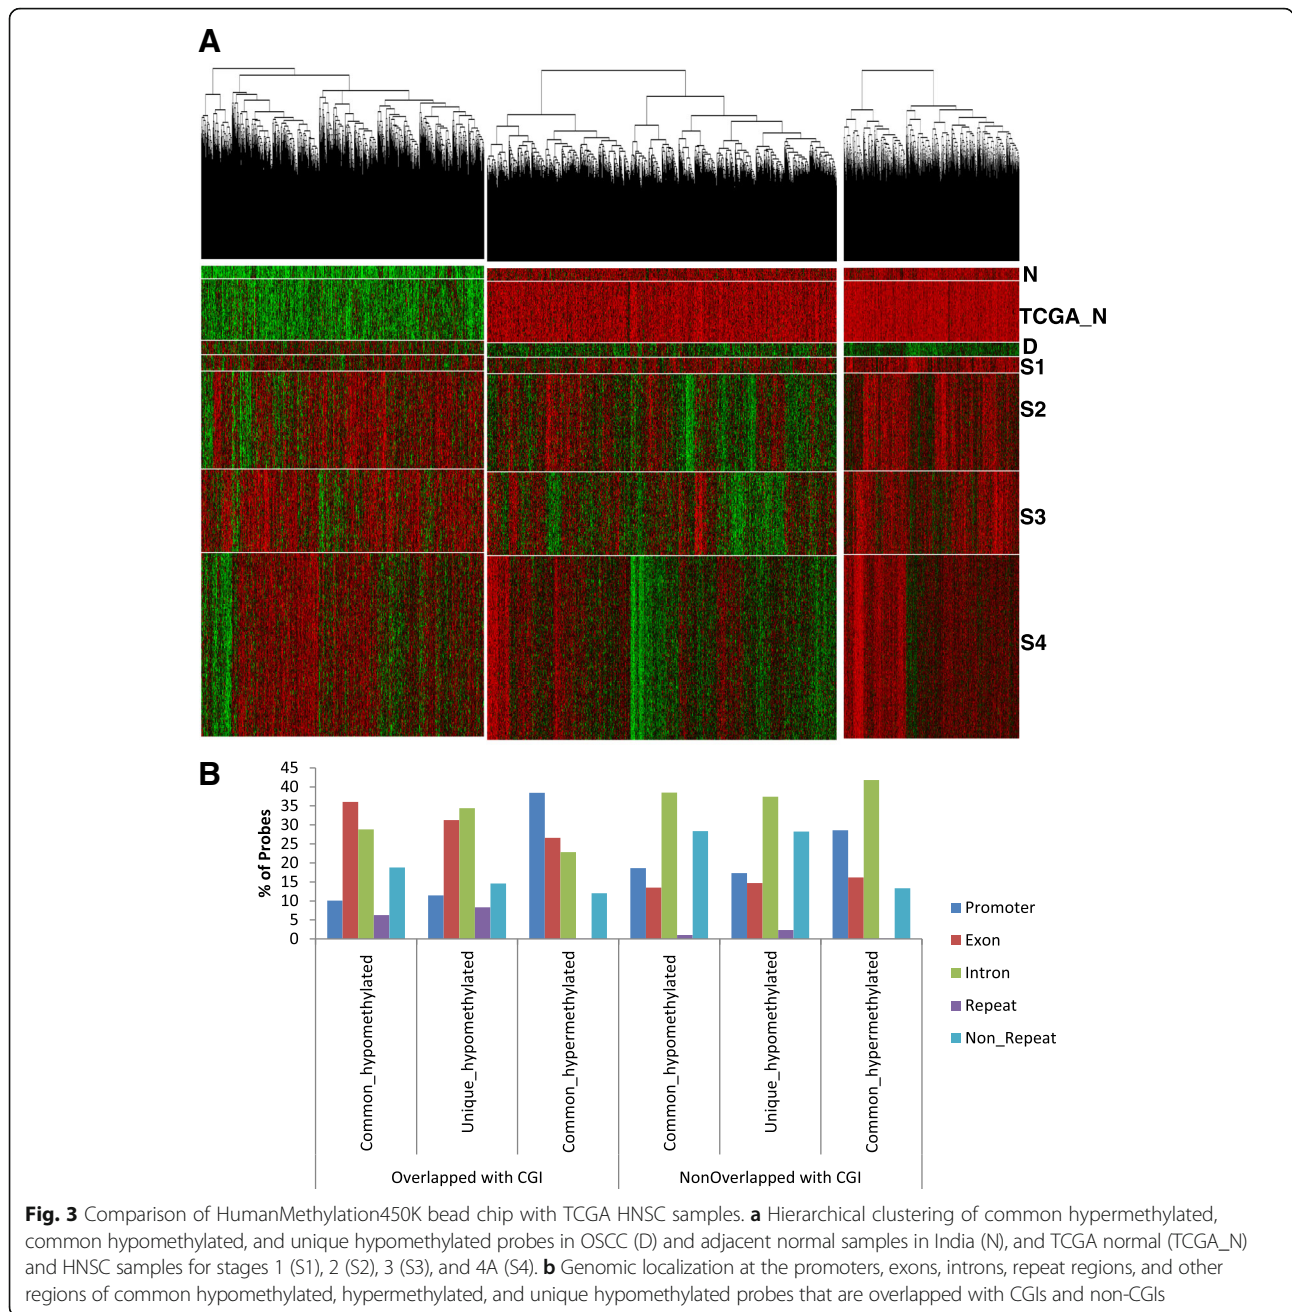 A
N
TCGA_N
D
S1
S2
S3
S4
B
% of Probes
45
40
35
30
25
20
15
10
5
0
Common_hypomethylated
Unique_hypomethylated
Common_hypermethylated
Common_hypomethylated
Unique_hypomethylated
Common_hypermethylated
Overlapped with CGI
NonOverlapped with CGI
Promoter
Exon
Intron
Repeat
Non_Repeat
Fig. 3 Comparison of HumanMethylation450K bead chip with TCGA HNSC samples. a Hierarchical clustering of common hypermethylated,
common hypomethylated, and unique hypomethylated probes in OSCC (D) and adjacent normal samples in India (N), and TCGA normal (TCGA_N)
and HNSC samples for stages 1 (S1), 2 (S2), 3 (S3), and 4A (S4). b Genomic localization at the promoters, exons, introns, repeat regions, and other
regions of common hypomethylated, hypermethylated, and unique hypomethylated probes that are overlapped with CGIs and non-CGIs